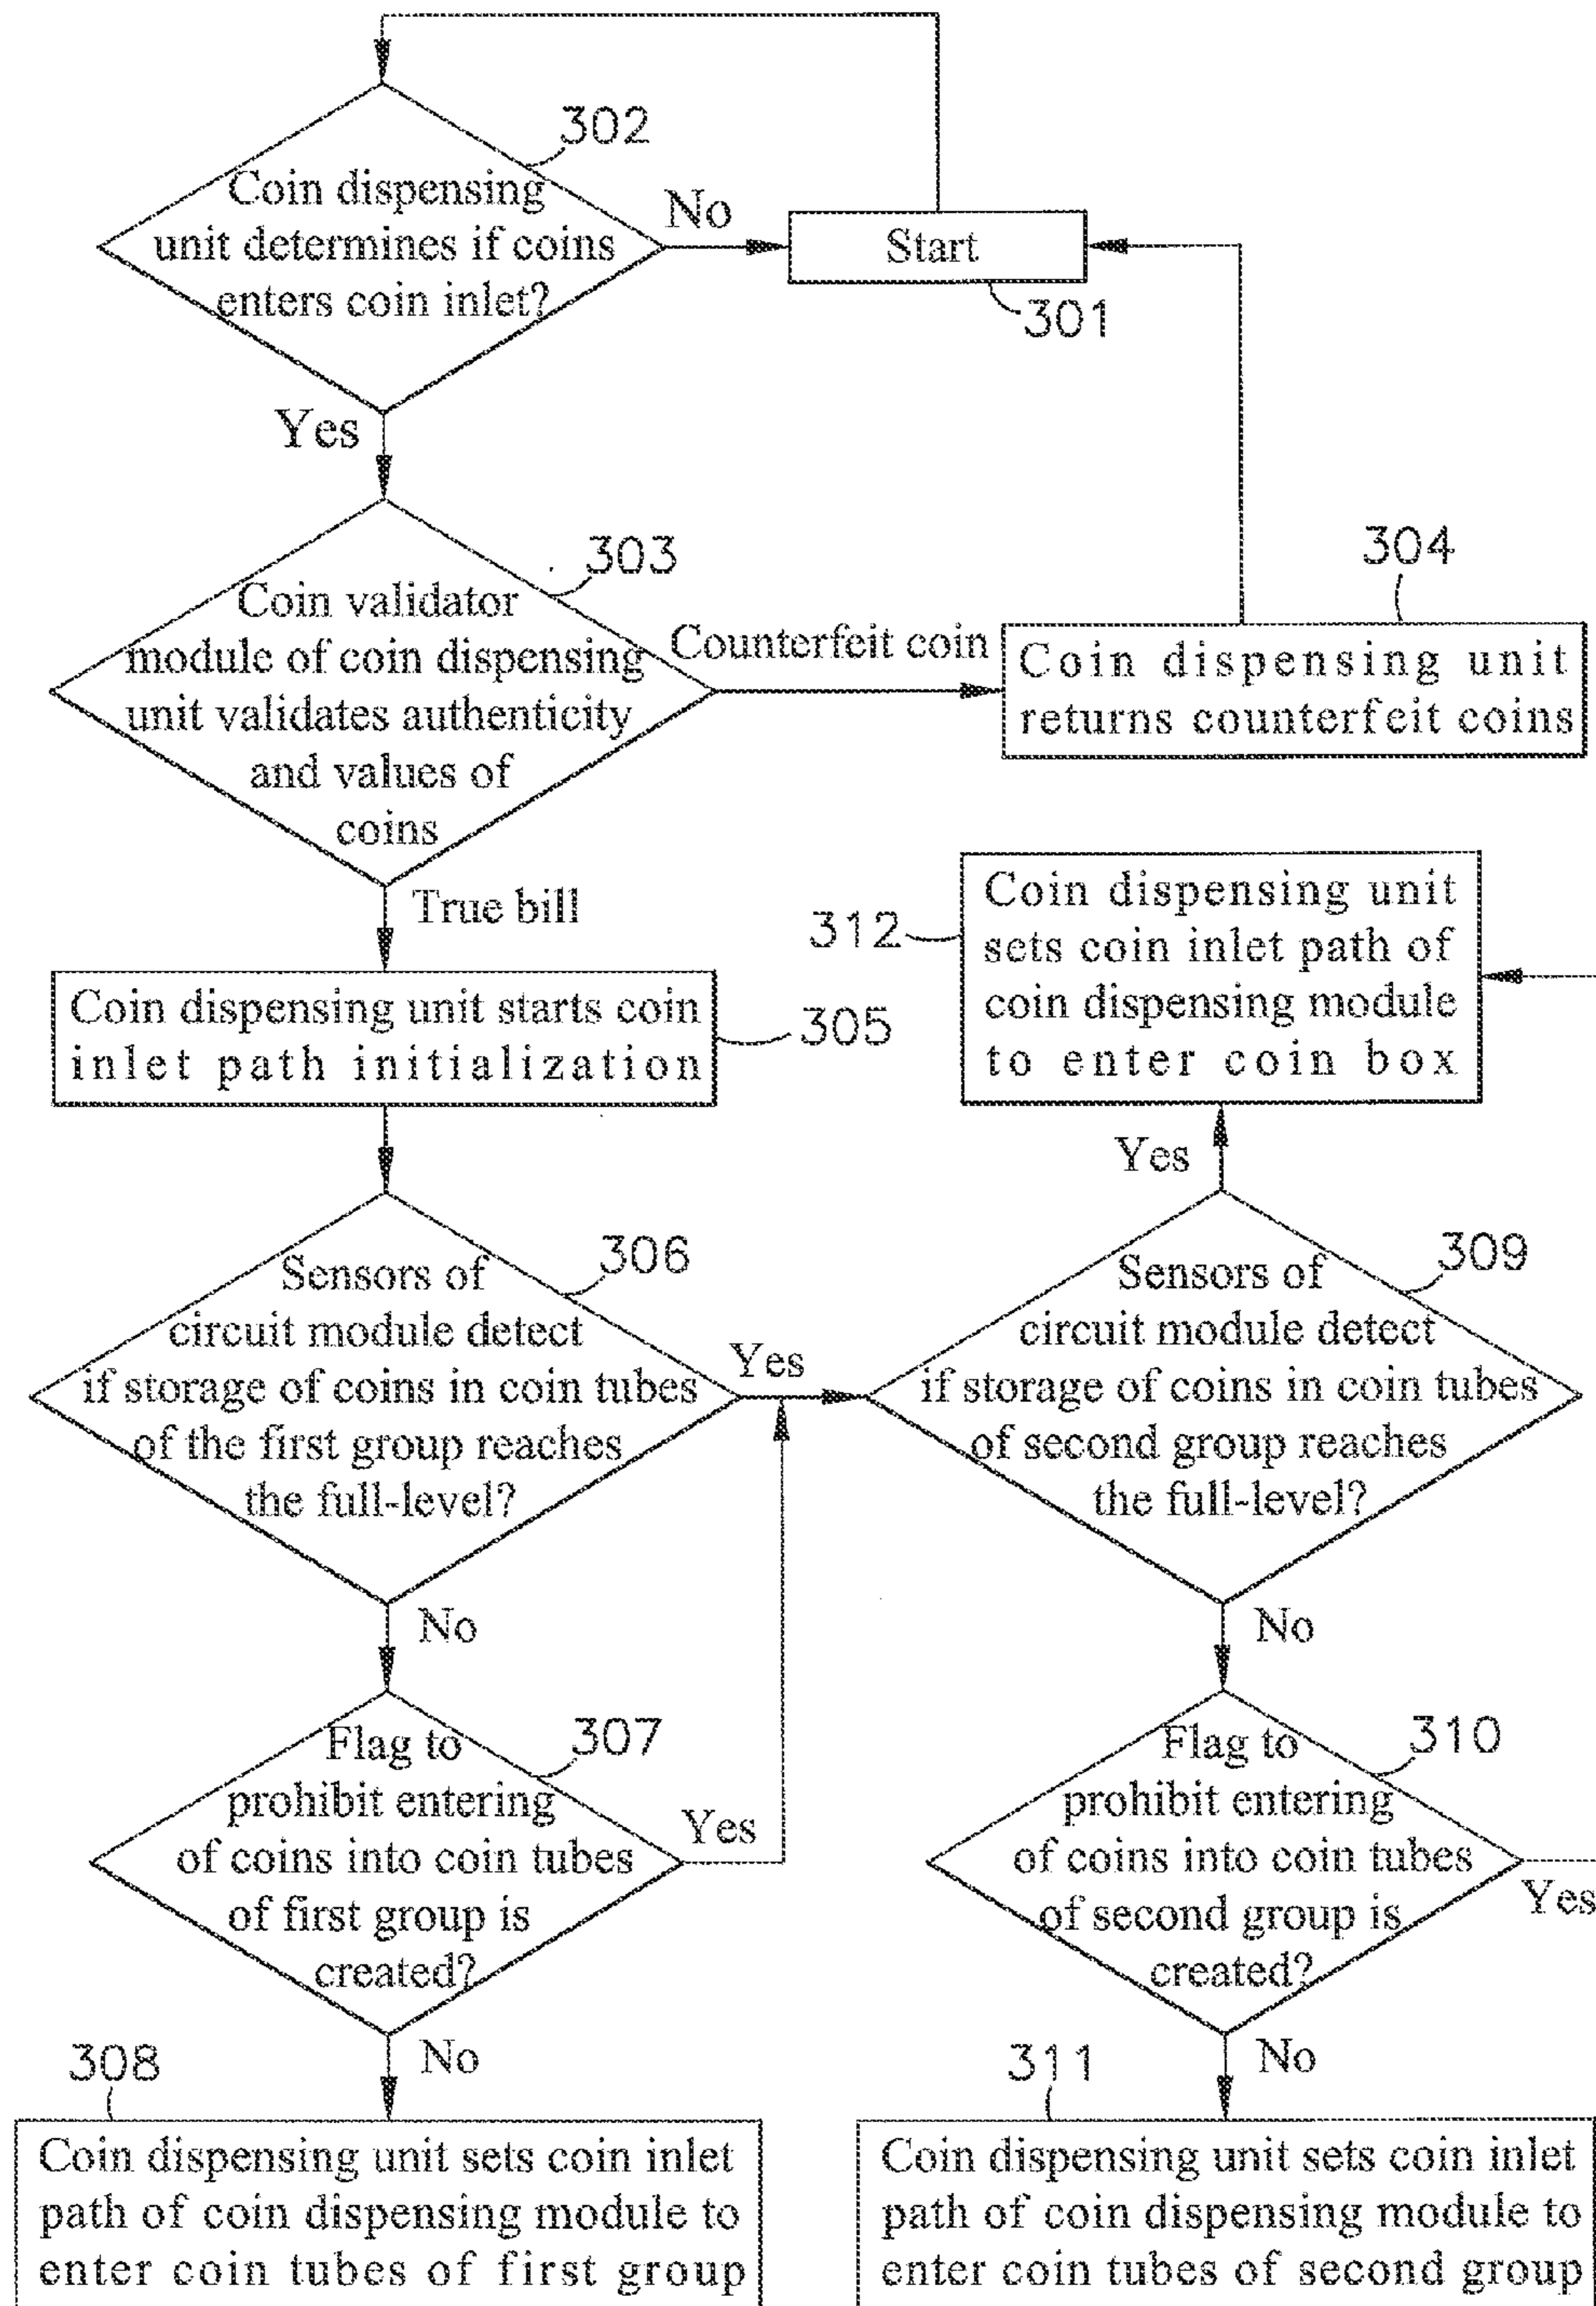 302
Coin dispensing
unit determines if coins
enters coin inlet?
No
Start
301
Yes
303
Coin validator
module of coin dispensing
unit validates authenticity
and values of
coins
Counterfeit coin
304
Coin dispensing unit
returns counterfeit coins
True bill
305
Coin dispensing unit starts coin
inlet path initialization
312
Coin dispensing unit
sets coin inlet path of
coin dispensing module
to enter coin box
Yes
306
Sensors of
circuit module detect
if storage of coins in coin tubes
of the first group reaches
the full-level?
Yes
309
Sensors of
circuit module detect
if storage of coins in coin tubes
of second group reaches
the full-level?
No
No
307
Flag to
prohibit entering
of coins into coin tubes
of first group is
created?
Yes
310
Flag to
prohibit entering
of coins into coin tubes
of second group is
created?
Yes
No
No
308
Coin dispensing unit sets coin inlet
path of coin dispensing module to
enter coin tubes of first group
311
Coin dispensing unit sets coin inlet
path of coin dispensing module to
enter coin tubes of second group